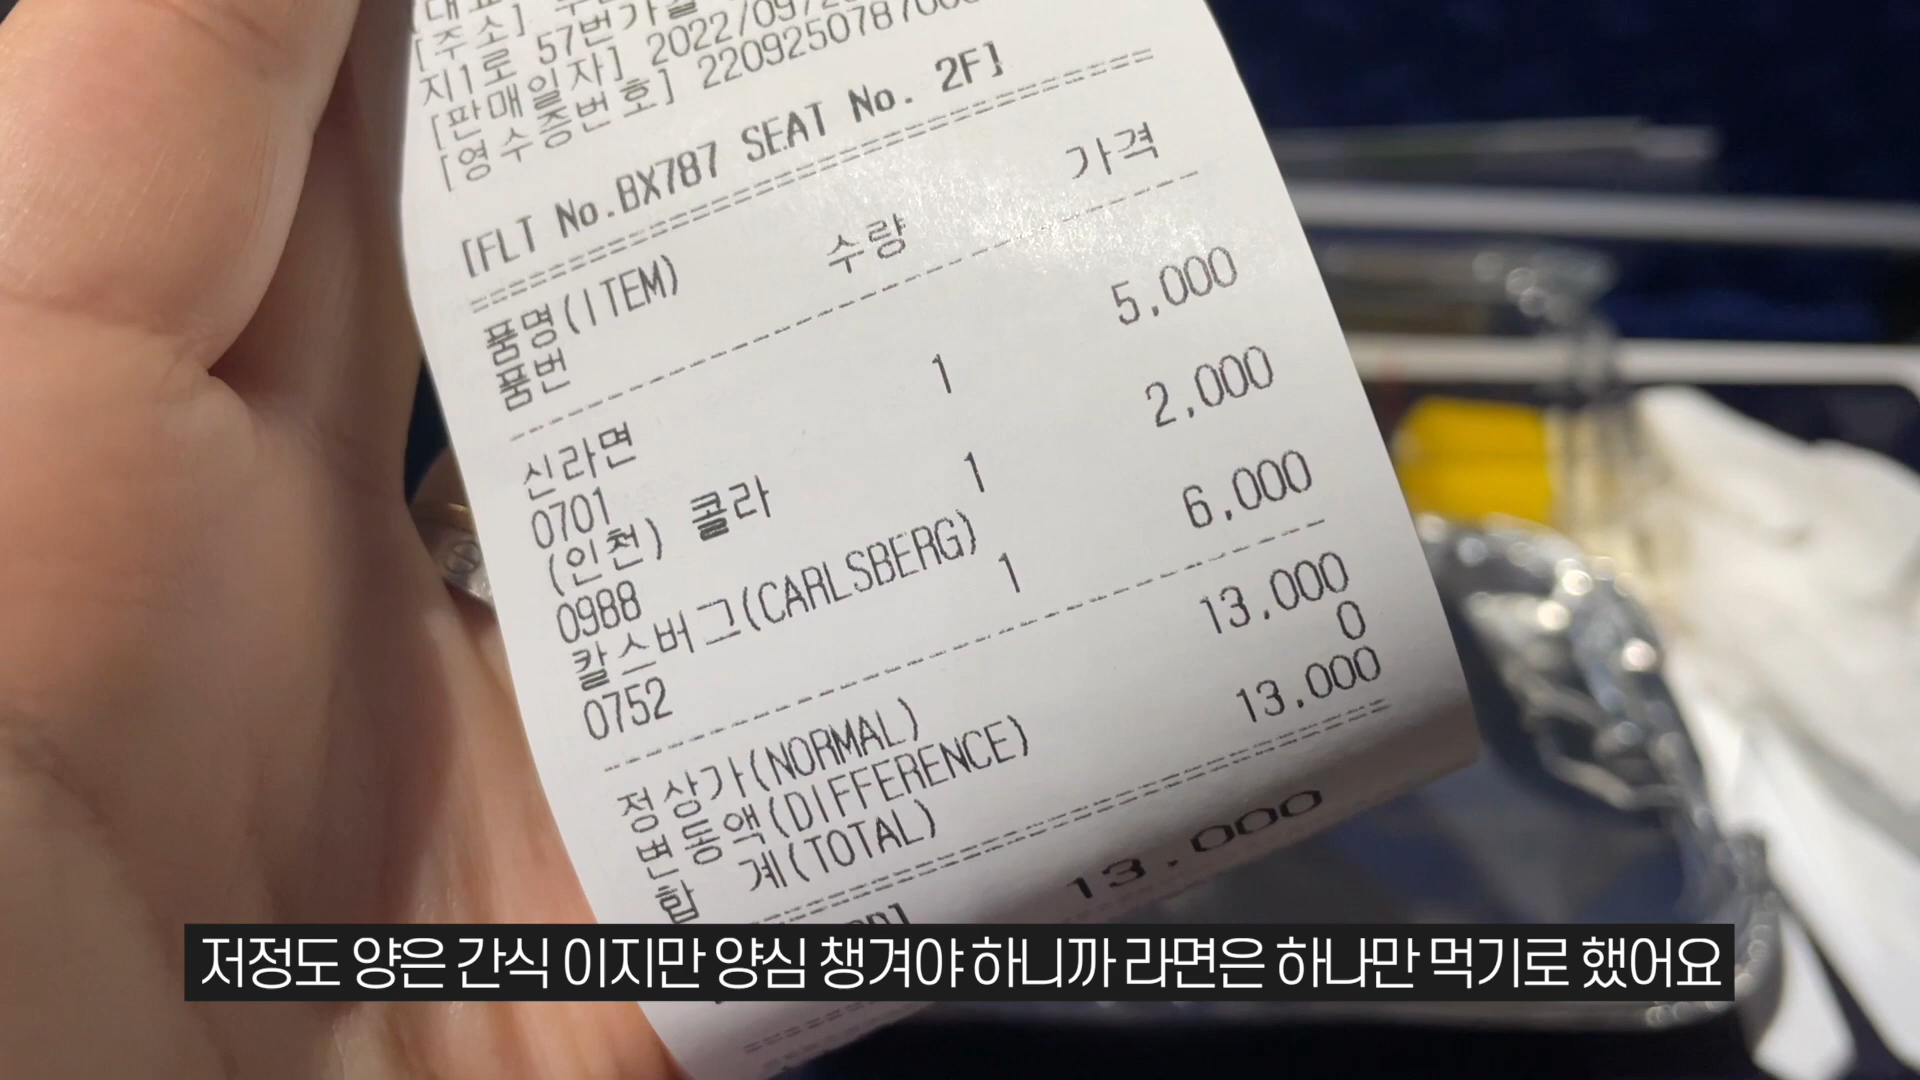 [주소]
지1로 57번가길
[판매일자] 2022/09/
[영수증번호] 220925078
[FLT No.BX787 SEAT No. 2F]
품명(ITEM) 수량 가격
품번
신라면 1 5,000
0701
(인천) 콜라 1 2,000
0988
칼스버그(CARLSBERG) 1 6,000
0752
정상가(NORMAL) 13,000
변동액(DIFFERENCE) 0
합 계(TOTAL) 13,000
13,000
저정도 양은 간식 이지만 양심 챙겨야 하니까 라면은 하나만 먹기로 했어요